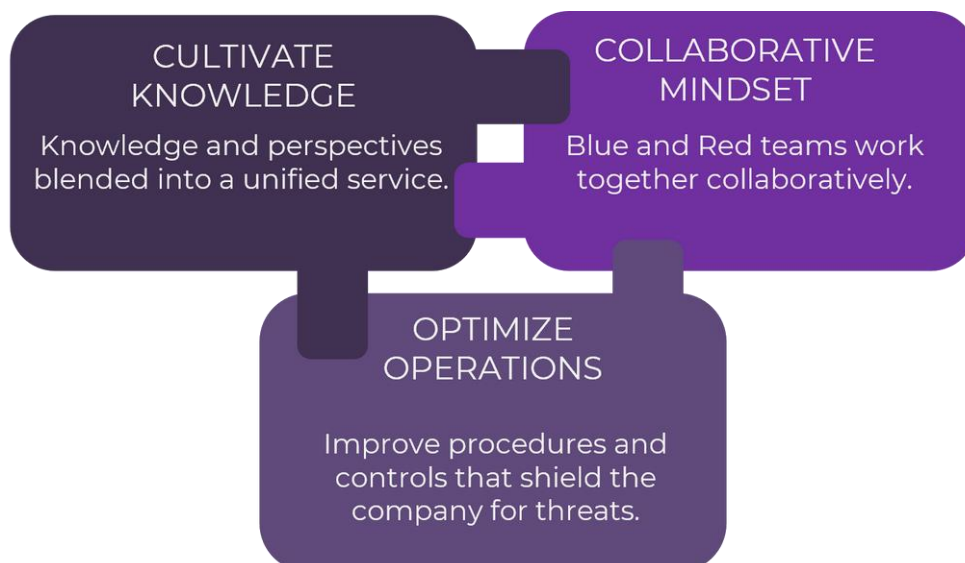 CULTIVATE
KNOWLEDGE
Knowledge and perspectives
blended into a unified service.
COLLABORATIVE
MINDSET
Blue and Red teams work
together collaboratively.
OPTIMIZE
OPERATIONS
Improve procedures and
controls that shield the
company for threats.